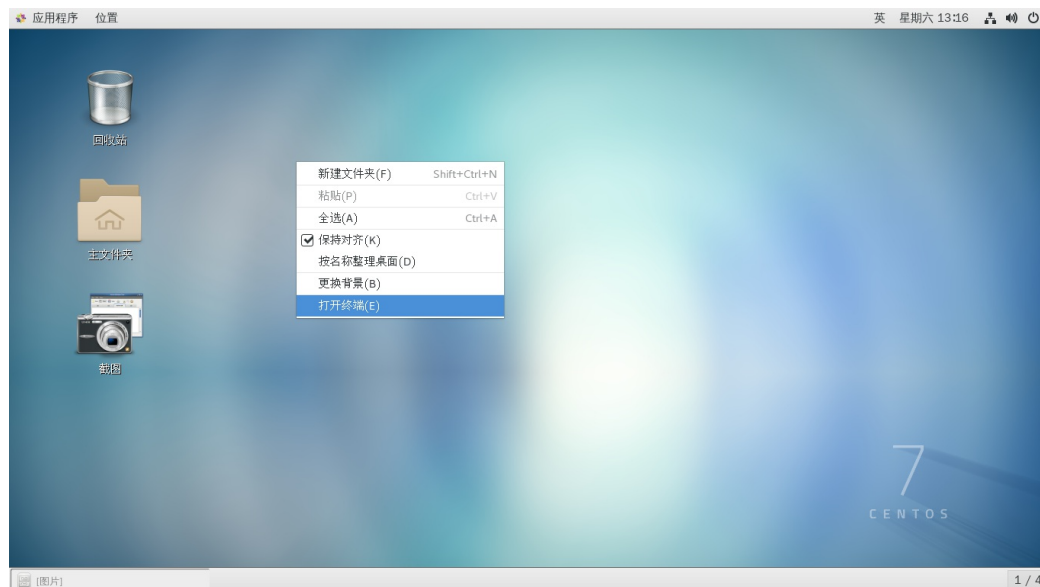 应用程序 位置 英 星期六 13:16
回收站
主文件夹
截图
新建文件夹(F) Shift+Ctrl+N
粘贴(P) Ctrl+V
全选(A) Ctrl+A
保持对齐(K)
按名称整理桌面(D)
更换背景(B)
打开终端(E)
7
CENTOS
[图片] 1 / 4